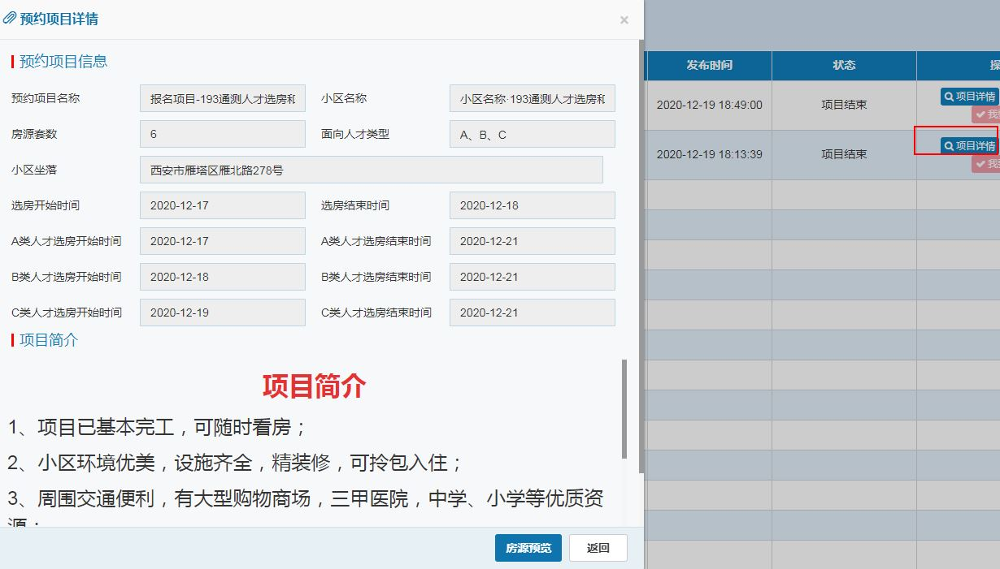 预约项目详情
×
发布时间 状态
预约项目信息
预约项目名称 报名项目-193通测人才选房和 小区名称 小区名称·193通测人才选房和
项目详情
2020-12-19 18:49:00 项目结束
房源套数 6 面向人才类型 A、B、C
项目详情
2020-12-19 18:13:39 项目结束
小区坐落 西安市雁塔区雁北路278号
选房开始时间 2020-12-17 选房结束时间 2020-12-18
A类人才选房开始时间 2020-12-17 A类人才选房结束时间 2020-12-21
B类人才选房开始时间 2020-12-18 B类人才选房结束时间 2020-12-21
C类人才选房开始时间 2020-12-19 C类人才选房结束时间 2020-12-21
项目简介
项目简介
1、项目已基本完工，可随时看房；
2、小区环境优美，设施齐全，精装修，可拎包入住；
3、周围交通便利，有大型购物商场，三甲医院，中学、小学等优质资
源；
房源预览 返回